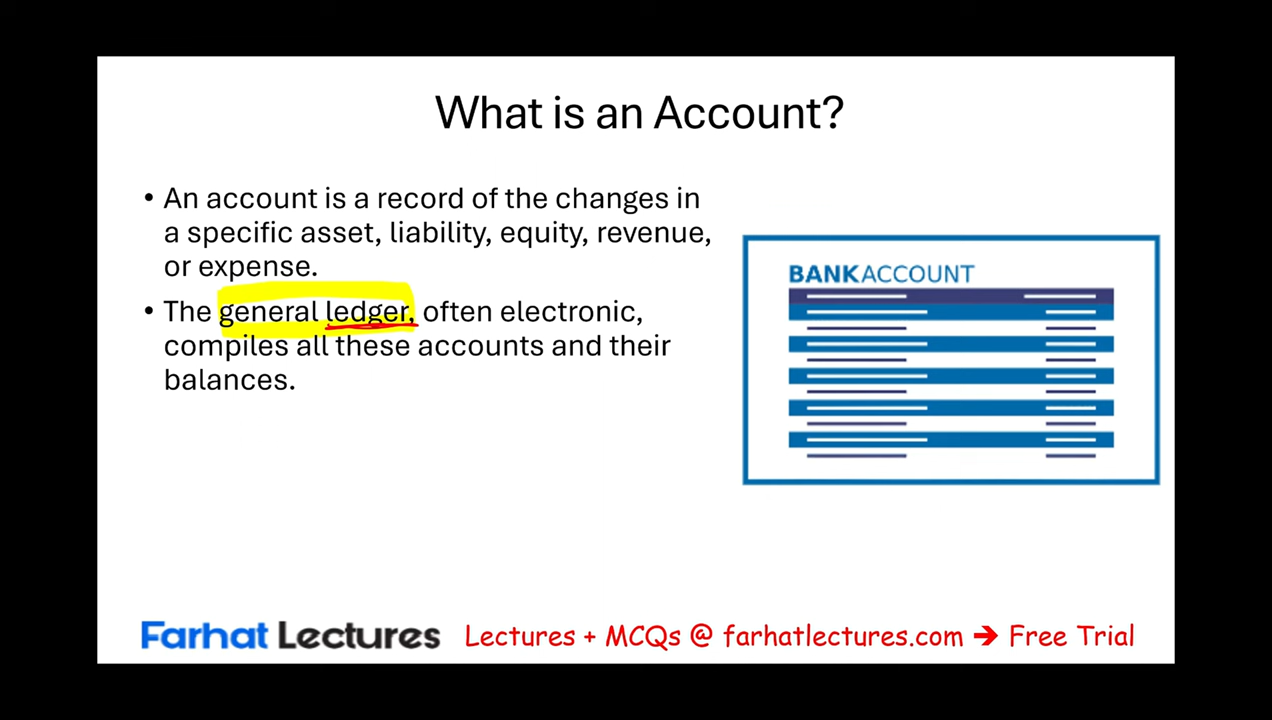 What is an Account?
• An account is a record of the changes in
a specific asset, liability, equity, revenue,
or expense.
• The general ledger, often electronic,
compiles all these accounts and their
balances.
BANKACCOUNT
Farhat Lectures Lectures + MCQs @ farhatlectures.com ➔ Free Trial